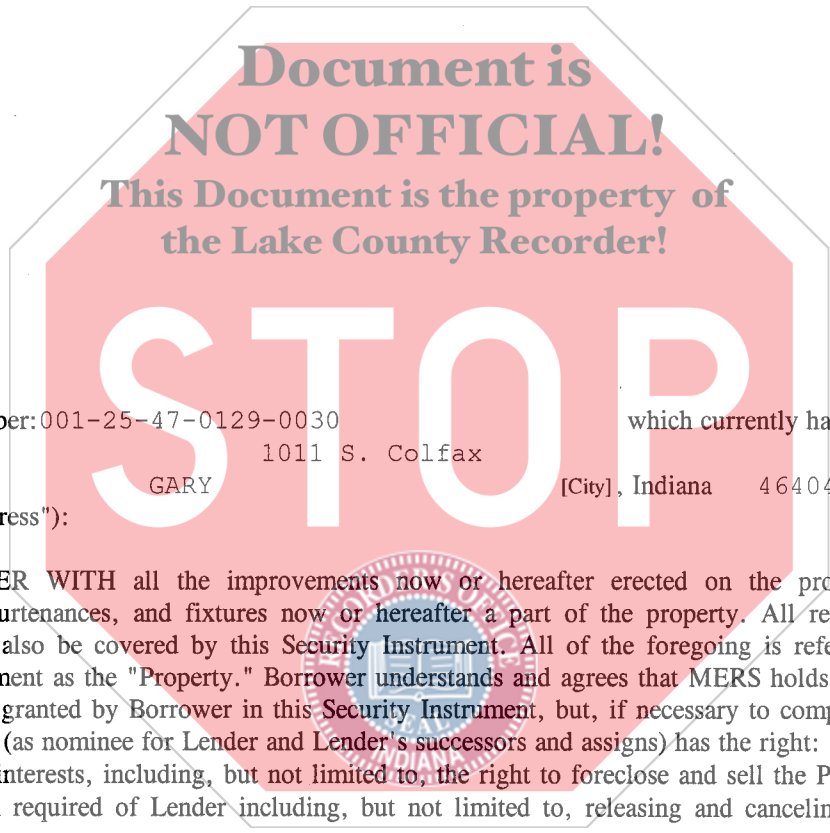 Document is
NOT OFFICIAL!
This Document is the property of
the Lake County Recorder!
STOP
ber:001-25-47-0129-0030 which currently ha
1011 S. Colfax
GARY [City], Indiana 46404
ress"):
ER WITH all the improvements now or hereafter erected on the pro
urtenances, and fixtures now or hereafter a part of the property. All re
also be covered by this Security Instrument. All of the foregoing is refe
ment as the "Property." Borrower understands and agrees that MERS holds
granted by Borrower in this Security Instrument, but, if necessary to comp
(as nominee for Lender and Lender's successors and assigns) has the right:
interests, including, but not limited to, the right to foreclose and sell the P
required of Lender including, but not limited to, releasing and cancelin
RECORDER'S OFFICE
SEAL
INDIANA